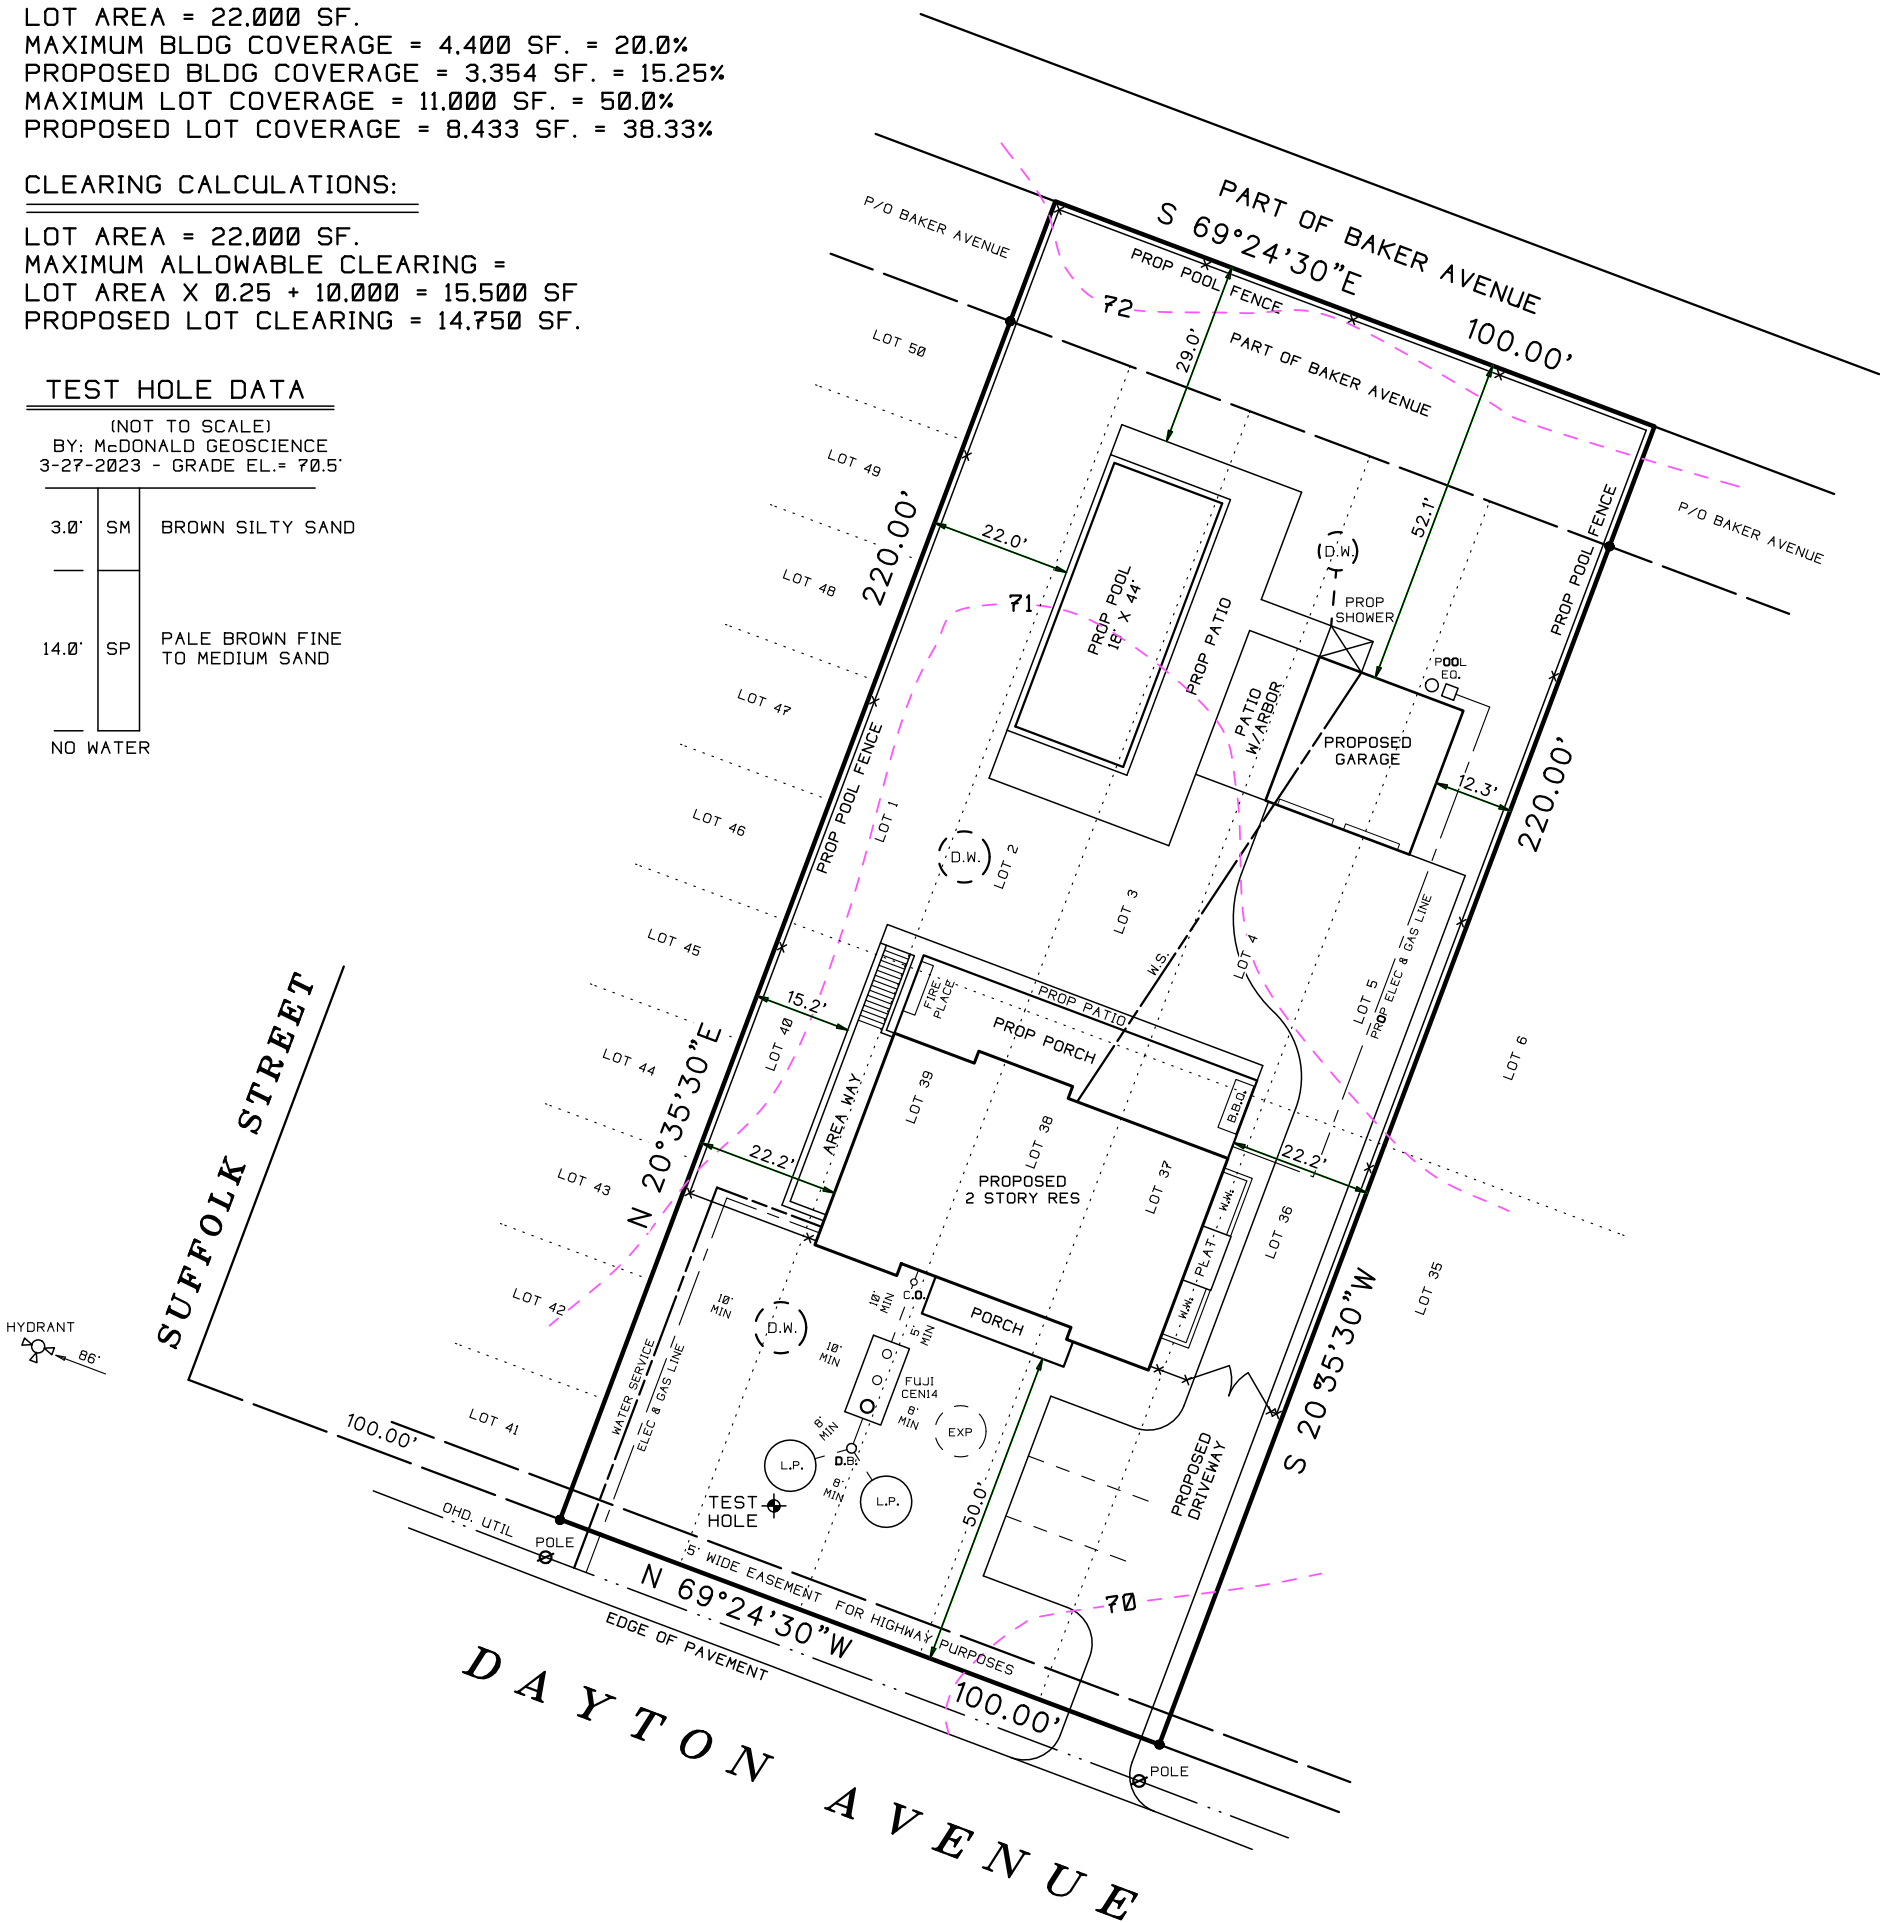 LOT AREA = 22,000 SF.
MAXIMUM BLDG COVERAGE = 4,400 SF. = 20.0%
PROPOSED BLDG COVERAGE = 3,354 SF. = 15.25%
MAXIMUM LOT COVERAGE = 11,000 SF. = 50.0%
PROPOSED LOT COVERAGE = 8,433 SF. = 38.33%
CLEARING CALCULATIONS:
LOT AREA = 22,000 SF.
MAXIMUM ALLOWABLE CLEARING =
LOT AREA X 0.25 + 10,000 = 15,500 SF
PROPOSED LOT CLEARING = 14,750 SF.
TEST HOLE DATA
(NOT TO SCALE)
BY: McDONALD GEOSCIENCE
3-27-2023 - GRADE EL.= 70.5'
3.0' SM BROWN SILTY SAND
14.0' SP PALE BROWN FINE
TO MEDIUM SAND
NO WATER
PART OF BAKER AVENUE
S 69°24'30"E
100.00'
P/O BAKER AVENUE
PROP POOL FENCE
72
29.0'
PART OF BAKER AVENUE
P/O BAKER AVENUE
LOT 50
LOT 49
LOT 48
LOT 47
LOT 46
LOT 45
LOT 44
LOT 43
LOT 42
LOT 41
220.00'
22.0'
71
PROP POOL
18' X 44'
PROP PATIO
D.W.
52.1'
PROP
SHOWER
PROP POOL FENCE
POOL
EQ.
PATIO
W/ARBOR
PROPOSED
GARAGE
12.3'
220.00'
PROP POOL FENCE
LOT 1
D.W.
LOT 2
LOT 3
LOT 4
LOT 5
PROP ELEC & GAS LINE
LOT 6
W.S.
15.2'
LOT 40
FIRE
PLACE
PROP PATIO
PROP PORCH
N 20°35'30"E
AREA WAY
LOT 39
LOT 38
LOT 37
B.B.Q.
22.2'
22.2'
PROPOSED
2 STORY RES
W.W.
PLAT
W.W.
LOT 36
LOT 35
S 20°35'30"W
SUFFOLK STREET
HYDRANT
86'
10'
MIN
D.W.
10'
MIN
C.O.
5'
MIN
10'
MIN
PORCH
FUJI
CEN14
8'
MIN
EXP
8'
MIN
L.P.
D.B.
8'
MIN
L.P.
TEST
HOLE
WATER SERVICE
ELEC & GAS LINE
50.0'
PROPOSED
DRIVEWAY
100.00'
OHD. UTIL
POLE
5' WIDE EASEMENT FOR HIGHWAY PURPOSES
N 69°24'30"W
100.00'
70
EDGE OF PAVEMENT
POLE
DAYTON AVENUE